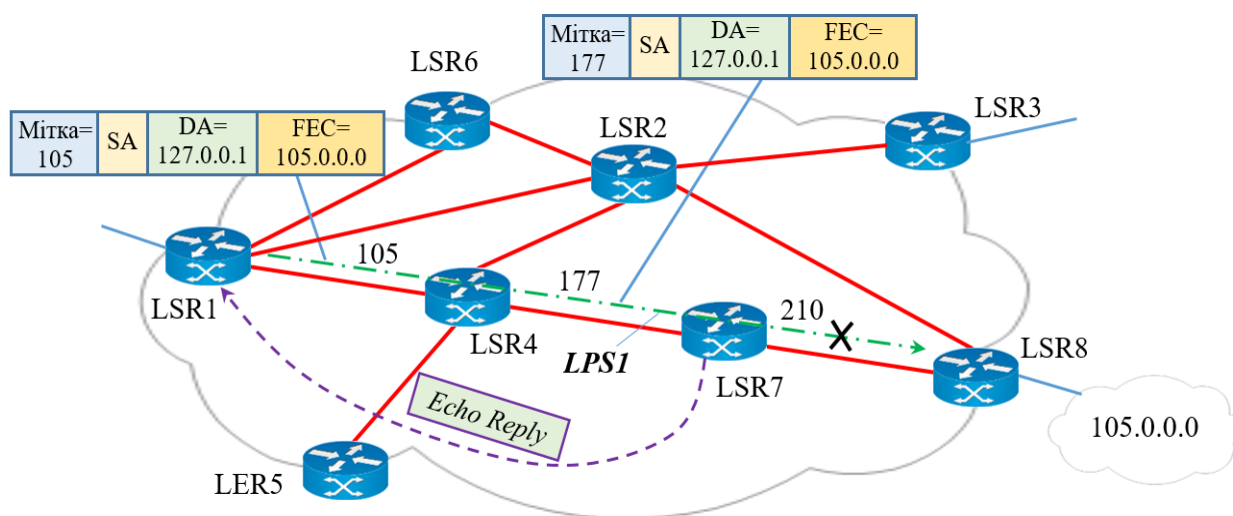 Мітка=
177
SA
DA=
127.0.0.1
FEC=
105.0.0.0
LSR6
LSR3
Мітка=
105
SA
DA=
127.0.0.1
FEC=
105.0.0.0
LSR2
105
177
210
LSR1
LSR4
LPS1
LSR7
LSR8
Echo Reply
105.0.0.0
LER5